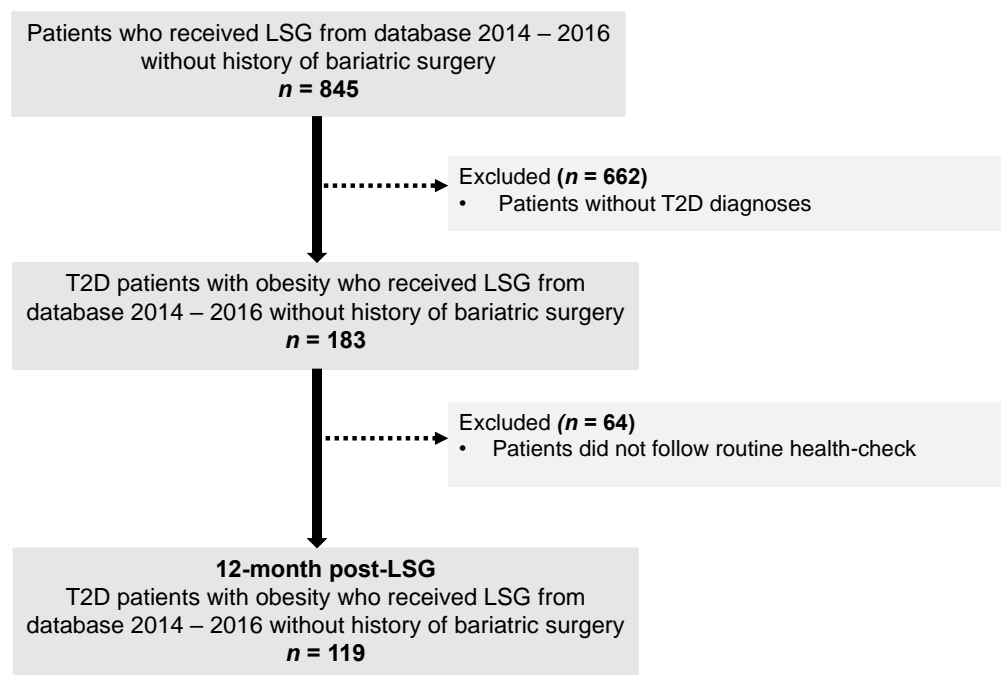 Patients who received LSG from database 2014 – 2016
without history of bariatric surgery
n = 845
Excluded (n = 662)
• Patients without T2D diagnoses
T2D patients with obesity who received LSG from
database 2014 – 2016 without history of bariatric surgery
n = 183
Excluded (n = 64)
• Patients did not follow routine health-check
12-month post-LSG
T2D patients with obesity who received LSG from
database 2014 – 2016 without history of bariatric surgery
n = 119